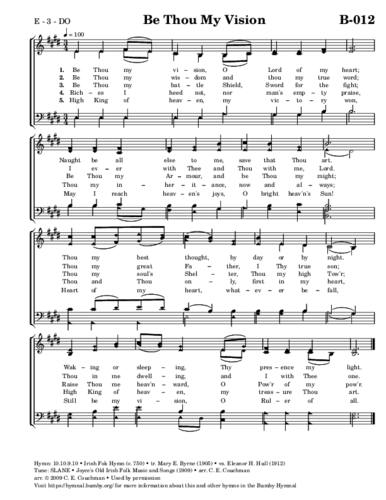 E - 3 - DO Be Thou My Vision B-012
♩ = 100
1. Be Thou my vi - sion, O Lord of my heart;
2. Be Thou my wis - dom and thou my true word;
3. Be Thou my bat - tle Shield, Sword for the fight;
4. Rich - es I heed not, nor man's emp - ty praise,
5. High King of heav - en, my vic - to - ry won,
Naught be all else to me, save that Thou art.
I ev - er with Thee and Thou with me, Lord.
Be Thou my Ar - mour, and be Thou my might;
Thou my in - her - it - ance, now and al - ways;
May I reach heav - en's joys, O bright heav'n's Sun!
Thou my best thought, by day or by night.
Thou my great Fa - ther, I Thy true son;
Thou my soul's Shel - ter, Thou my high Tow'r;
Thou and Thou on - ly, first in my heart,
Heart of my heart, what - ev - er be - fall,
Wak - ing or sleep - ing, Thy pres - ence my light.
Thou in me dwell - ing, and I with Thee one.
Raise Thou me heav'n - ward, O Pow'r of my pow'r.
High King of heav - en, my treas - ure Thou art.
Still be my vi - sion, O Rul - er of all.
Hymn: 10.10.9.10 • Irish Folk Hymn (c. 750) • tr. Mary E. Byrne (1905) • vs. Eleanor H. Hull (1912)
Tune: SLANE • Joyce's Old Irish Folk Music and Songs (1909) • arr. C. E. Couchman
arr. © 2009 C. E. Couchman • Used by permission
Visit https://hymnal.bumby.org/ for more information about this and other hymns in the Bumby Hymnal